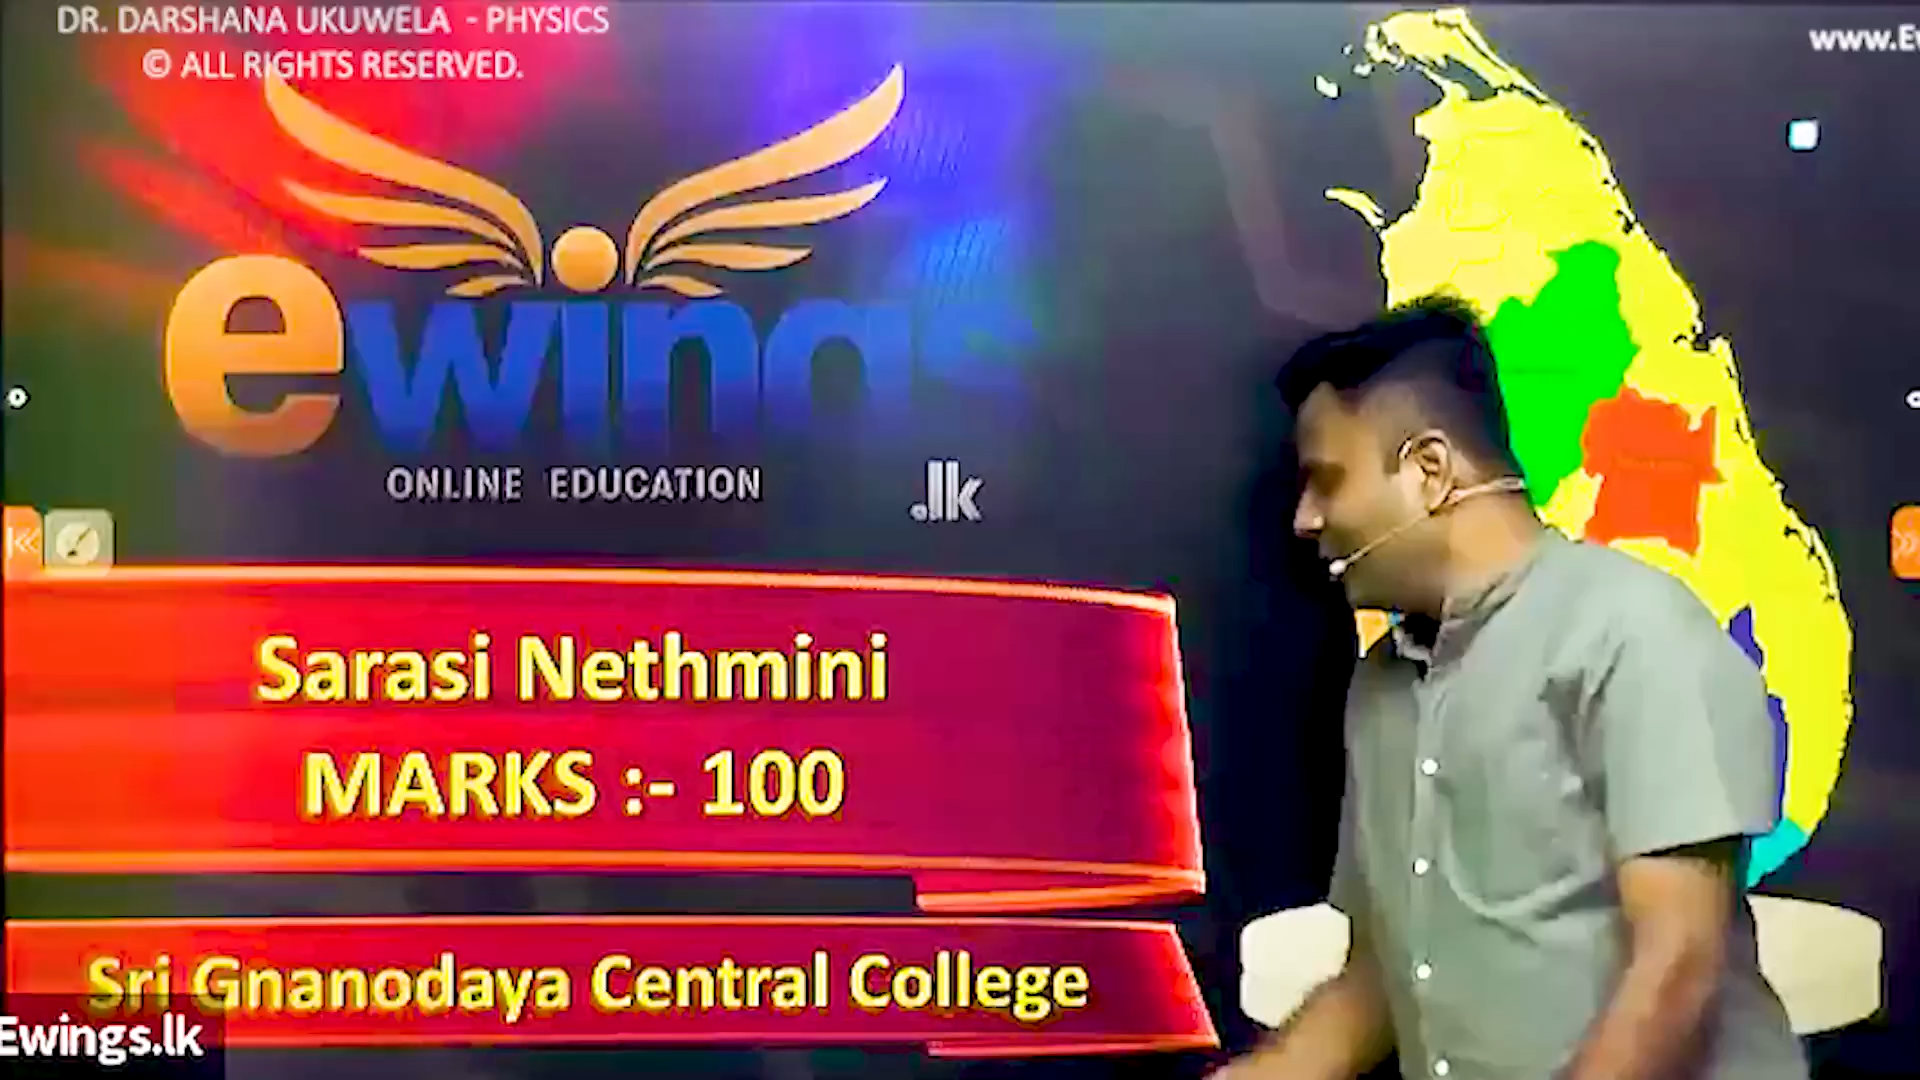 DR. DARSHANA UKUWELA - PHYSICS
© ALL RIGHTS RESERVED.
ewings
ONLINE EDUCATION
.lk
Sarasi Nethmini
MARKS :- 100
Sri Gnanodaya Central College
Ewings.lk